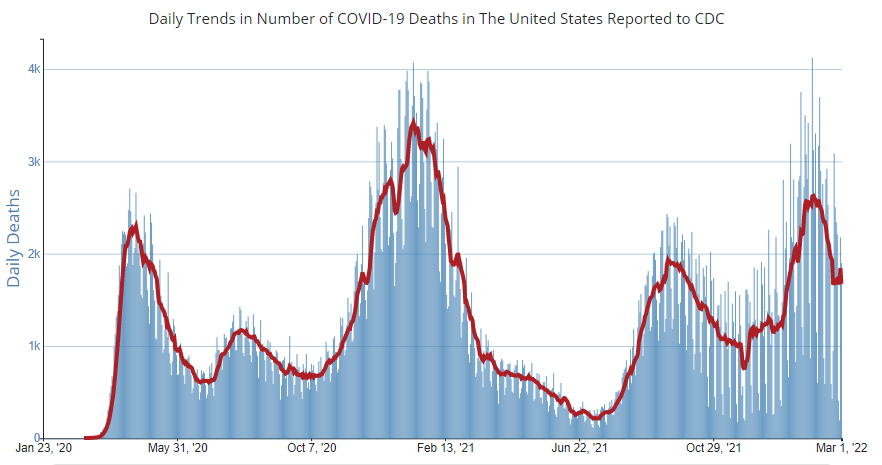 Daily Trends in Number of COVID-19 Deaths in The United States Reported to CDC
Daily Deaths
4k
3k
2k
1k
0
Jan 23, '20
May 31, '20
Oct 7, '20
Feb 13, '21
Jun 22, '21
Oct 29, '21
Mar 1, '22